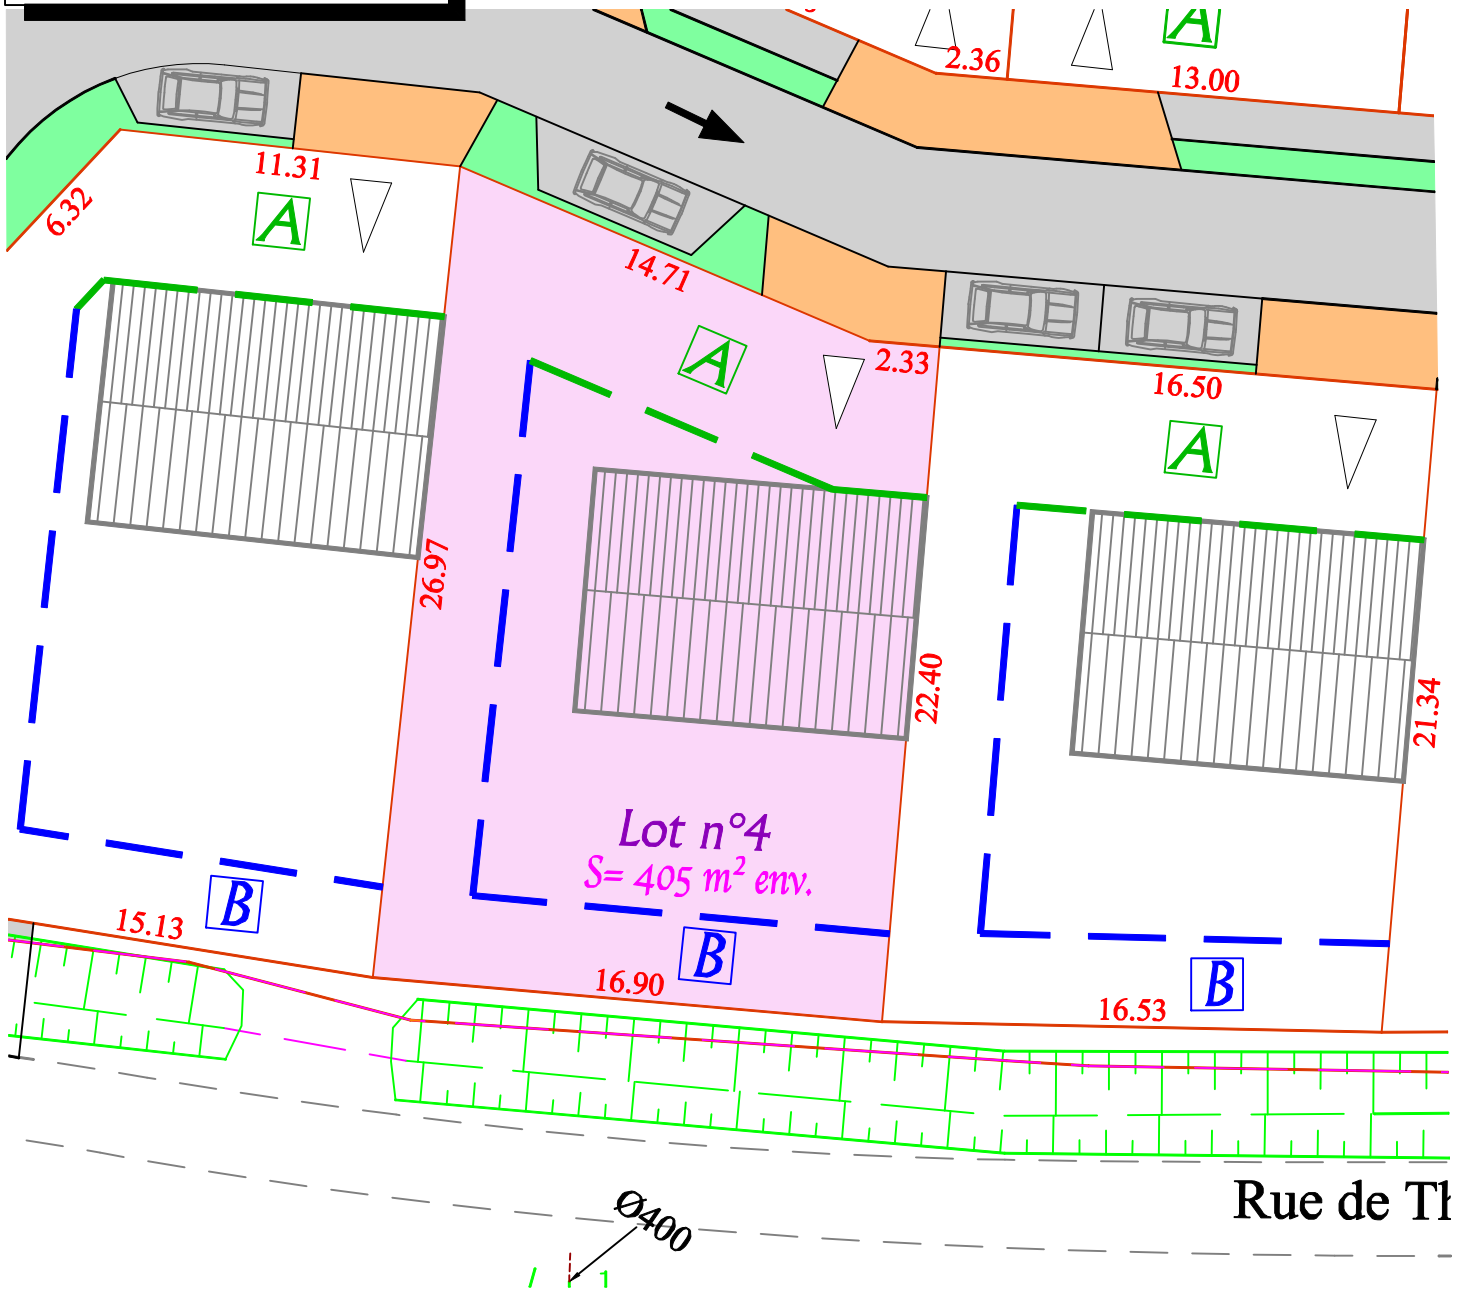 2.36
13.00
A
11.31
6.32
A
14.71
A
2.33
16.50
A
26.97
22.40
21.34
Lot n°4
S= 405 m² env.
B
15.13
B
16.90
B
16.53
Rue de
Ø400